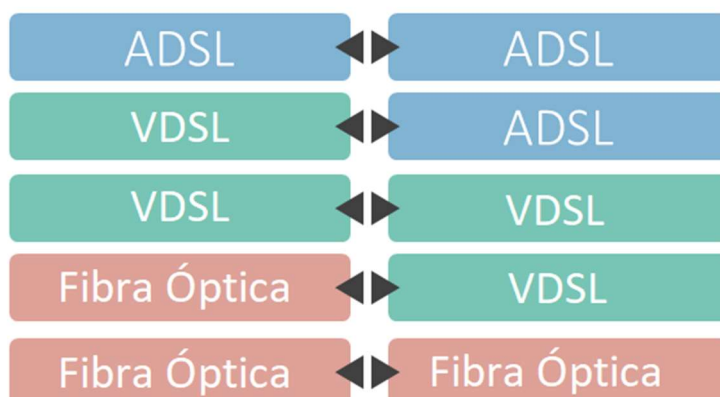 ADSL ADSL
VDSL ADSL
VDSL VDSL
Fibra Óptica VDSL
Fibra Óptica Fibra Óptica